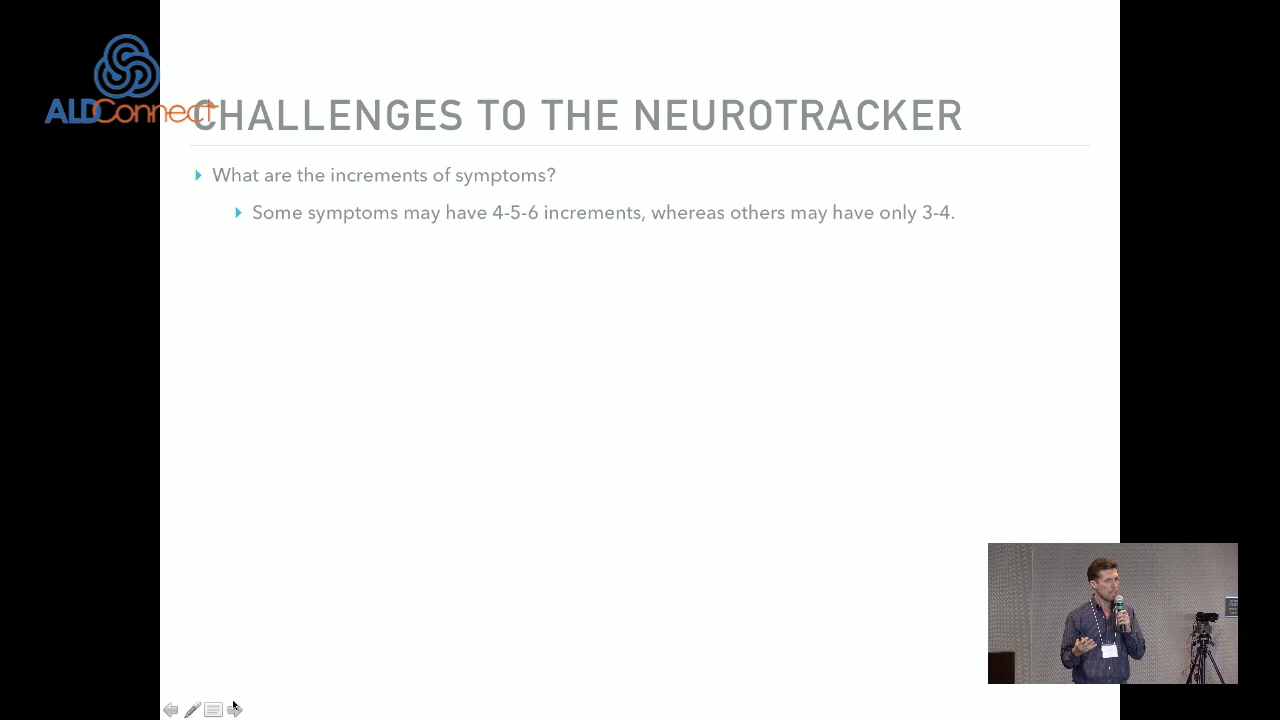 ALDConnect
CHALLENGES TO THE NEUROTRACKER
What are the increments of symptoms?
Some symptoms may have 4-5-6 increments, whereas others may have only 3-4.